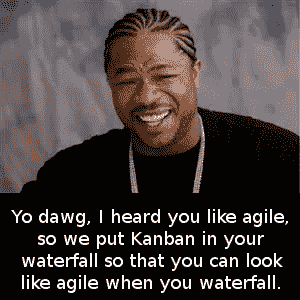 Yo dawg, I heard you like agile,
so we put Kanban in your
waterfall so that you can look
like agile when you waterfall.